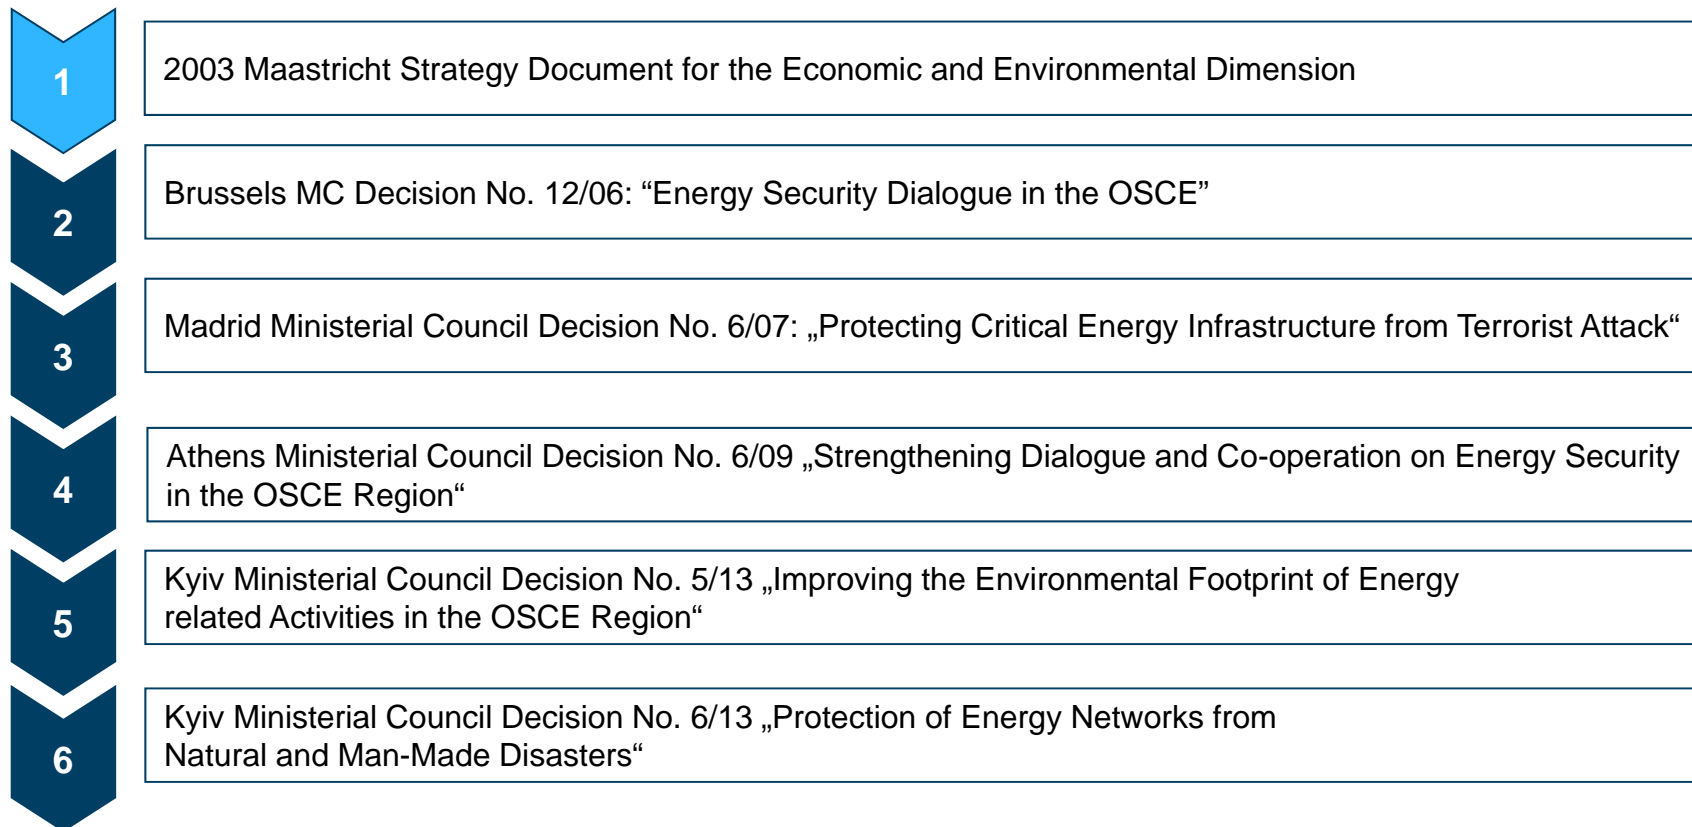 1
2003 Maastricht Strategy Document for the Economic and Environmental Dimension
2
Brussels MC Decision No. 12/06: “Energy Security Dialogue in the OSCE”
3
Madrid Ministerial Council Decision No. 6/07: „Protecting Critical Energy Infrastructure from Terrorist Attack“
4
Athens Ministerial Council Decision No. 6/09 „Strengthening Dialogue and Co-operation on Energy Security
in the OSCE Region“
5
Kyiv Ministerial Council Decision No. 5/13 „Improving the Environmental Footprint of Energy
related Activities in the OSCE Region“
6
Kyiv Ministerial Council Decision No. 6/13 „Protection of Energy Networks from
Natural and Man-Made Disasters“